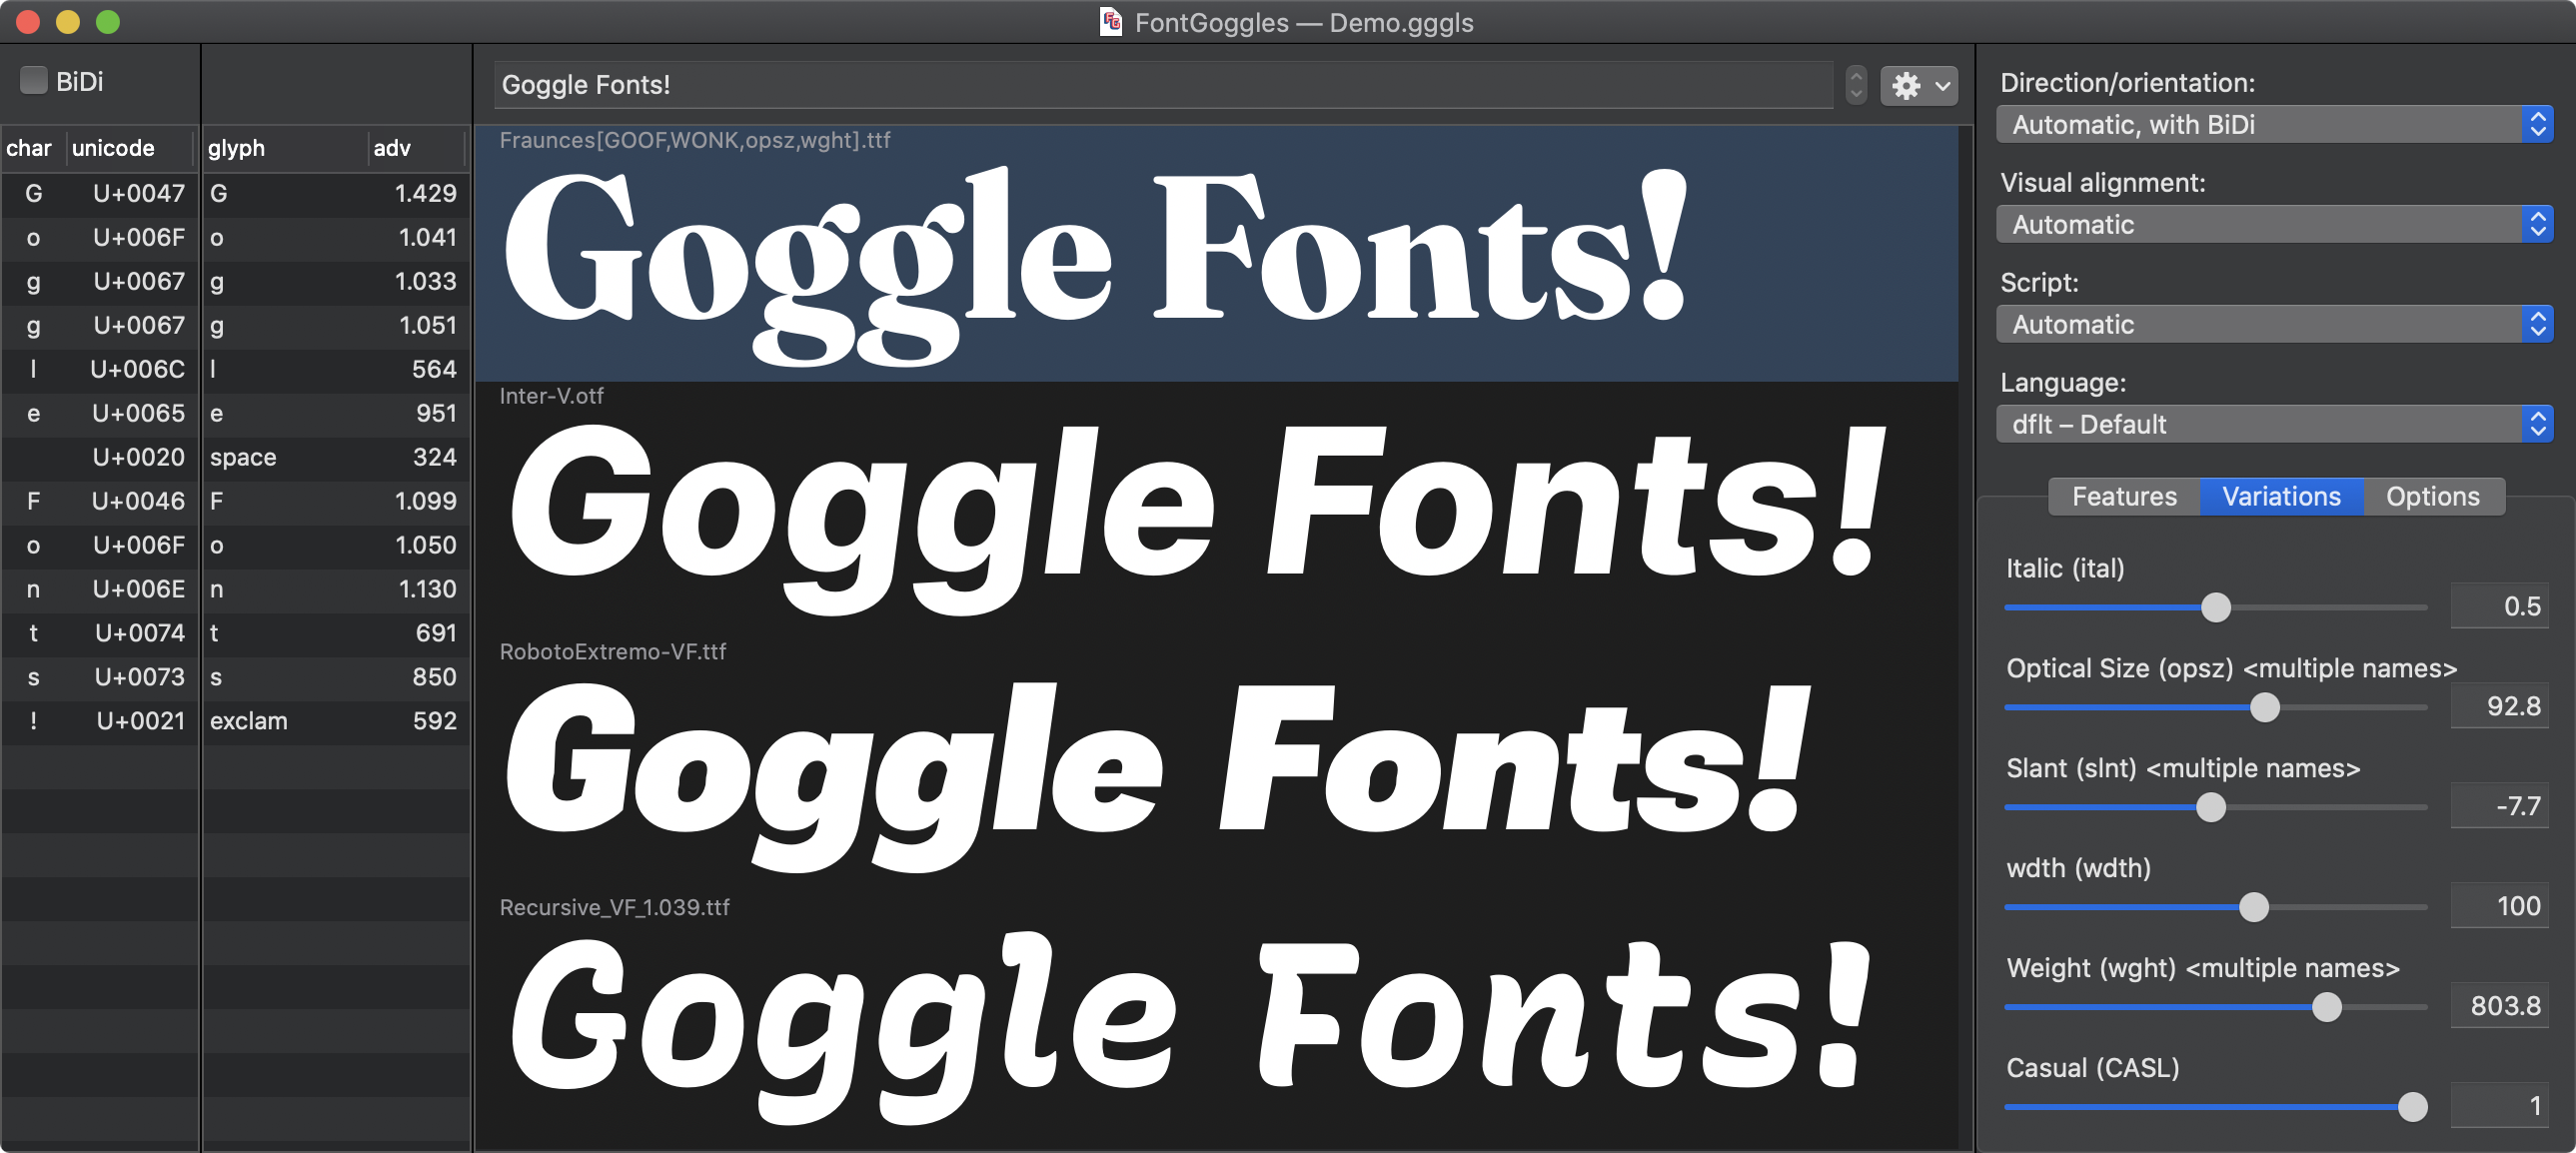 FontGoggles — Demo.gggls
BiDi
Goggle Fonts!
char unicode glyph adv
G U+0047 G 1.429
o U+006F o 1.041
g U+0067 g 1.033
g U+0067 g 1.051
l U+006C l 564
e U+0065 e 951
U+0020 space 324
F U+0046 F 1.099
o U+006F o 1.050
n U+006E n 1.130
t U+0074 t 691
s U+0073 s 850
! U+0021 exclam 592
Fraunces[GOOF,WONK,opsz,wght].ttf
Goggle Fonts!
Inter-V.otf
Goggle Fonts!
RobotoExtremo-VF.ttf
Goggle Fonts!
Recursive_VF_1.039.ttf
Goggle Fonts!
Direction/orientation:
Automatic, with BiDi
Visual alignment:
Automatic
Script:
Automatic
Language:
dflt – Default
Features Variations Options
Italic (ital)
0.5
Optical Size (opsz) <multiple names>
92.8
Slant (slnt) <multiple names>
-7.7
wdth (wdth)
100
Weight (wght) <multiple names>
803.8
Casual (CASL)
1